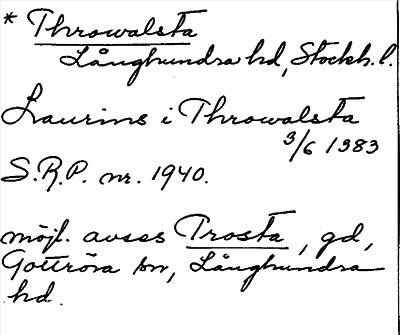 * Throwalsta
Långhundra hd, Stockh. l.
Laurins i Throwalsta
3/6 1383
S.R.P. nr. 1940.
möjl. avses Trosta, gd,
Gottröra sn, Långhundra
hd.